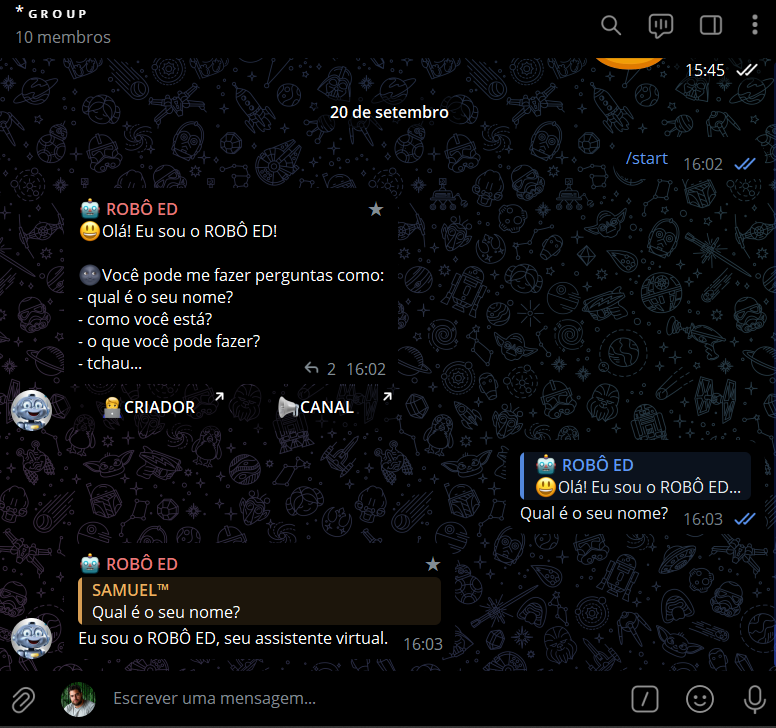 * GROUP
10 membros
15:45
20 de setembro
/start 16:02
ROBÔ ED
Olá! Eu sou o ROBÔ ED!
Você pode me fazer perguntas como:
- qual é o seu nome?
- como você está?
- o que você pode fazer?
- tchau...
2 16:02
CRIADOR
CANAL
ROBÔ ED
Olá! Eu sou o ROBÔ ED...
Qual é o seu nome? 16:03
ROBÔ ED
SAMUEL™
Qual é o seu nome?
Eu sou o ROBÔ ED, seu assistente virtual. 16:03
Escrever uma mensagem...